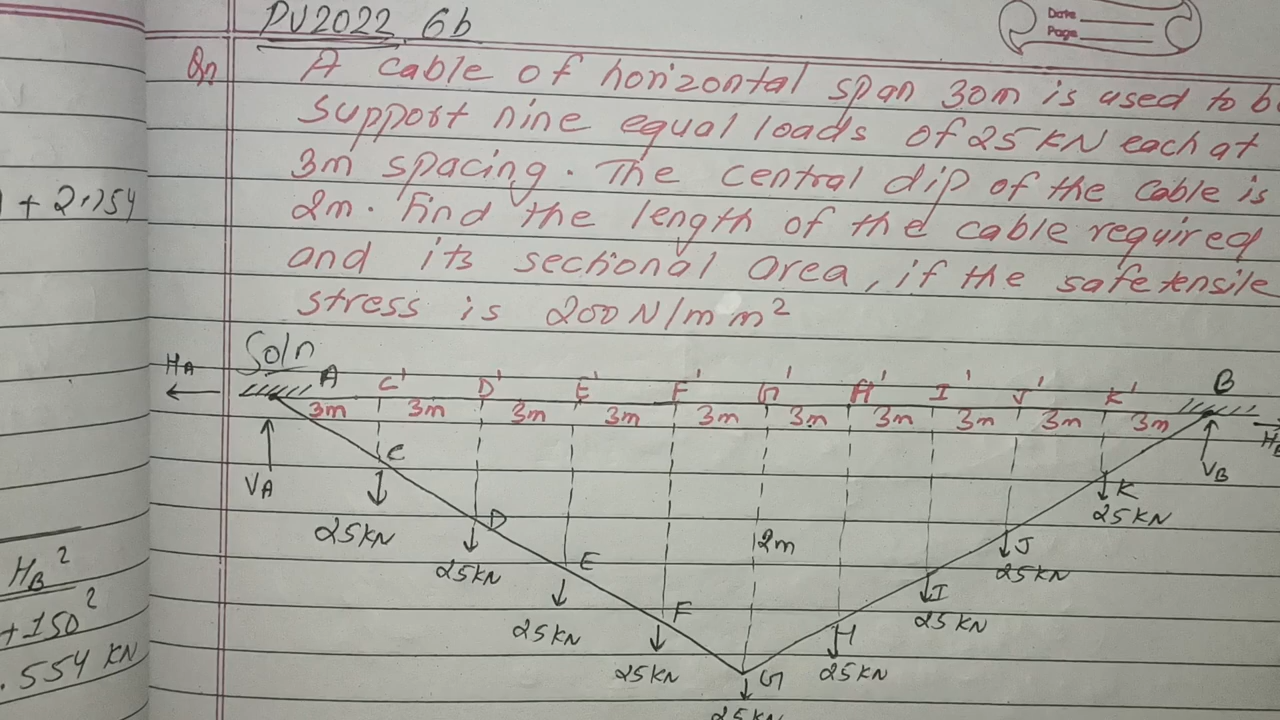 PU2022 6b
Date
Page
Qn A cable of horizontal span 30m is used to
support nine equal loads of 25 KN each at
3m spacing. The central dip of the cable is
2m. Find the length of the cable required
and its sectional area, if the safe tensile
stress is 200 N/mm²
Soln
HA A C' D' E' F' G' H' I' J' K' B
3m 3m 3m 3m 3m 3m 3m 3m 3m 3m
VA VB
C 25KN
D 25KN
E 25KN
F 25KN
G 25KN
2m
H 25KN
I 25KN
J 25KN
K 25KN
+ 2.754
HB²
+150²
.554 KN